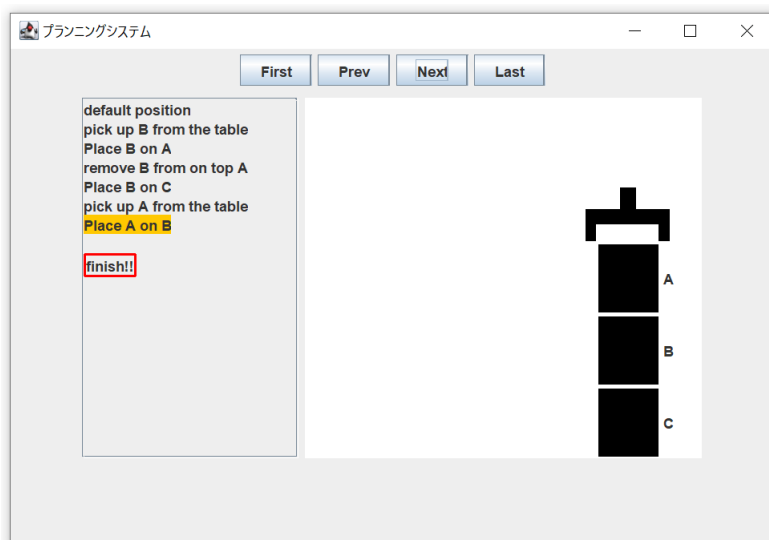 プランニングシステム
First Prev Next Last
default position
pick up B from the table
Place B on A
remove B from on top A
Place B on C
pick up A from the table
Place A on B
finish!!
A
B
C